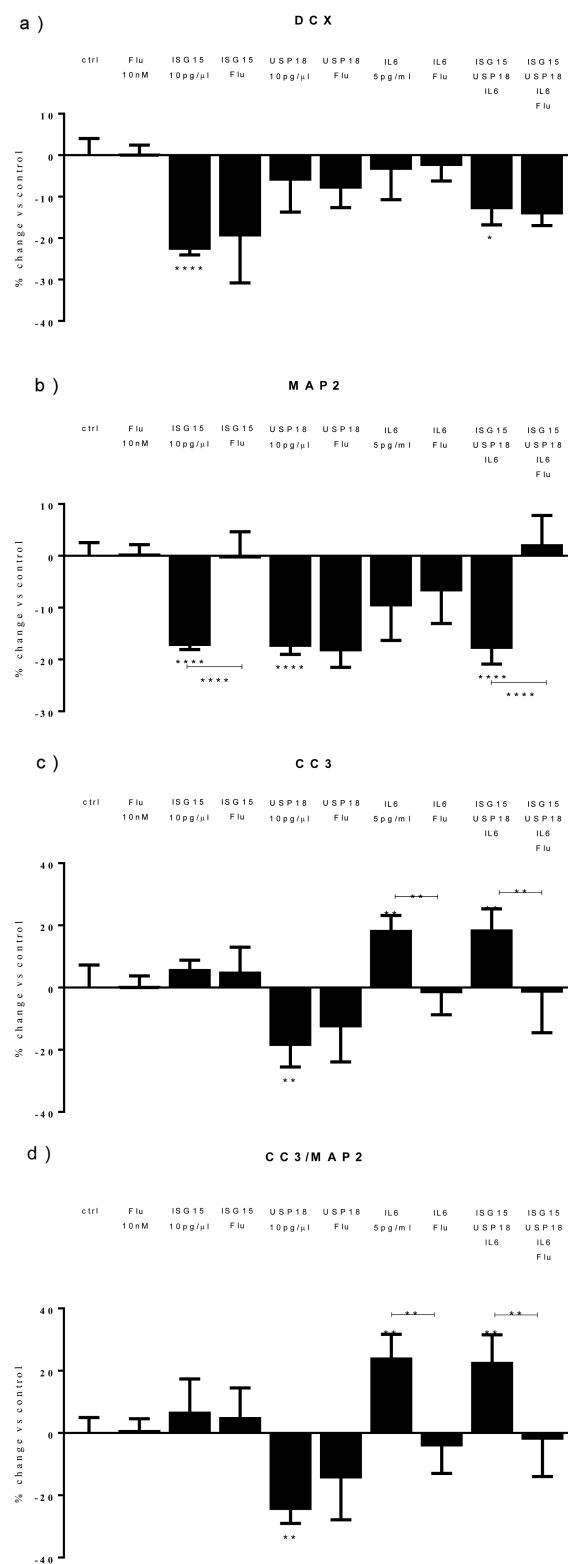 a )
DCX
ctrl Flu ISG15 ISG15 USP18 USP18 IL6 IL6 ISG15 ISG15
10nM 10pg/µl Flu 10pg/µl Flu 5pg/ml Flu USP18 USP18
IL6 IL6
Flu
10
0
-10
-20
-30
-40
% change vs control
****
*
b )
MAP2
ctrl Flu ISG15 ISG15 USP18 USP18 IL6 IL6 ISG15 ISG15
10nM 10pg/µl Flu 10pg/µl Flu 5pg/ml Flu USP18 USP18
IL6 IL6
Flu
10
0
-10
-20
-30
% change vs control
**** **** ****
**** ****
c )
CC3
ctrl Flu ISG15 ISG15 USP18 USP18 IL6 IL6 ISG15 ISG15
10nM 10pg/µl Flu 10pg/µl Flu 5pg/ml Flu USP18 USP18
IL6 IL6
Flu
40
20
0
-20
-40
% change vs control
** **
** **
**
d )
CC3/MAP2
ctrl Flu ISG15 ISG15 USP18 USP18 IL6 IL6 ISG15 ISG15
10nM 10pg/µl Flu 10pg/µl Flu 5pg/ml Flu USP18 USP18
IL6 IL6
Flu
40
20
0
-20
-40
% change vs control
** **
** **
**